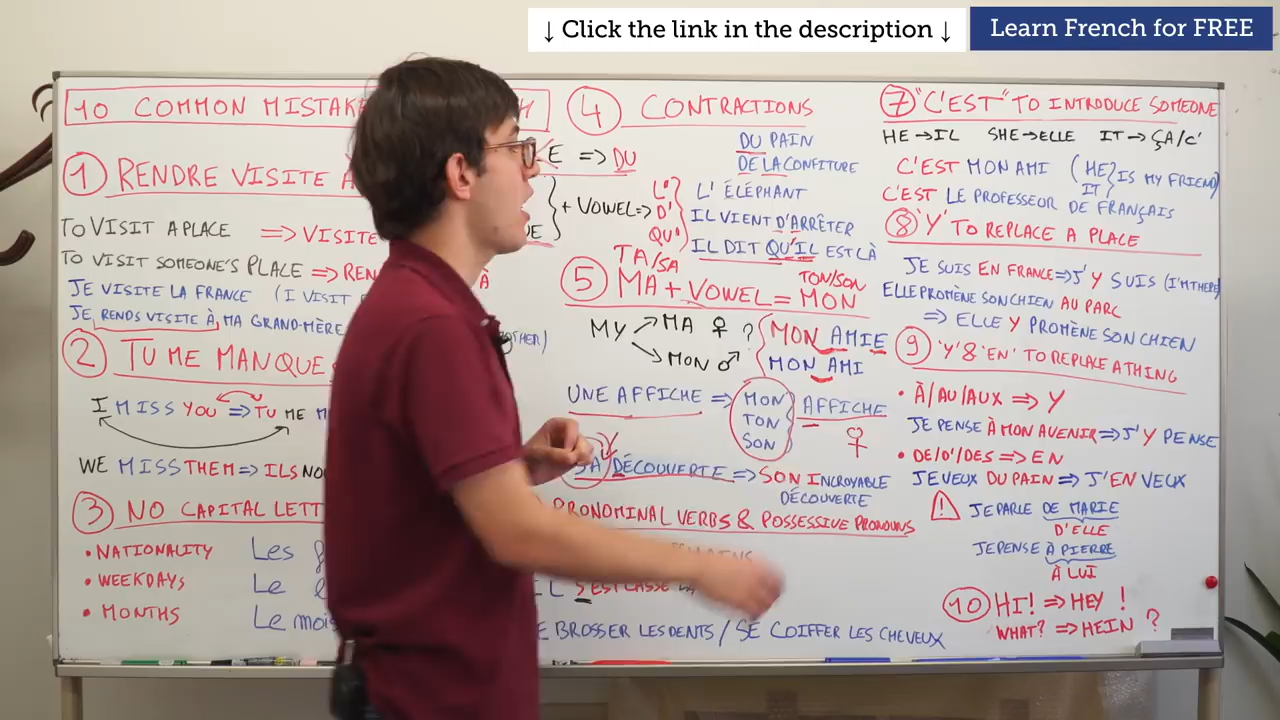 ↓ Click the link in the description ↓
Learn French for FREE
10 COMMON MISTAKE
1 RENDRE VISITE À
TO VISIT A PLACE => VISITE
TO VISIT SOMEONE'S PLACE => REN
À
JE VISITE LA FRANCE (I VISIT
JE RENDS VISITE À MA GRAND-MÈRE
2 TU ME MANQUE
I MISS YOU => TU ME
WE MISS THEM => ILS NO
3 NO CAPITAL LETT
• NATIONALITY Les
• WEEKDAYS Le
• MONTHS Le mois
4 CONTRACTIONS
E => DU
DU PAIN
DE LA CONFITURE
+ VOWEL =>
L'
D'
QU'
L'ÉLÉPHANT
IL VIENT D'ARRÊTER
IL DIT QU'IL EST LÀ
TA/SA
TON/SON
5 MA + VOWEL = MON
MY
MA ♀
MON ♂
?
MON AMIE
MON AMI
UNE AFFICHE =>
MON
TON
SON
AFFICHE
♀
SA DÉCOUVERTE => SON INCROYABLE
DÉCOUVERTE
PRONOMINAL VERBS & POSSESSIVE PRONOUNS
IL S'EST CASSÉ
E BROSSER LES DENTS / SE COIFFER LES CHEVEUX
7 "C'EST" TO INTRODUCE SOMEONE
HE → IL SHE → ELLE IT → ÇA/C'
C'EST MON AMI (HE IS MY FRIEND)
IT
C'EST LE PROFESSEUR DE FRANÇAIS
8 'Y' TO REPLACE A PLACE
JE SUIS EN FRANCE => J'Y SUIS (I'M THERE)
ELLE PROMÈNE SON CHIEN AU PARC
=> ELLE Y PROMÈNE SON CHIEN
9 'Y' & 'EN' TO REPLACE A THING
• À/AU/AUX => Y
JE PENSE À MON AVENIR => J'Y PENSE
• DE/D'/DES => EN
JE VEUX DU PAIN => J'EN VEUX
! JE PARLE DE MARIE
D'ELLE
JE PENSE À PIERRE
À LUI
10 HI! => HEY !
WHAT? => HEIN ?